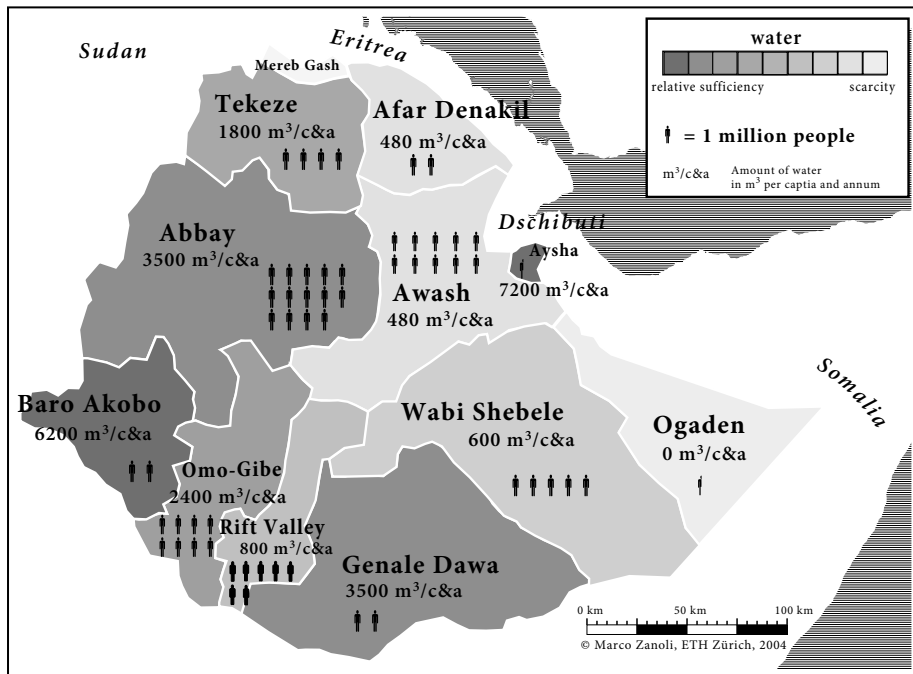 Sudan
Eritrea
Mereb Gash
Tekeze
1800 m³/c&a
Afar Denakil
480 m³/c&a
water
relative sufficiency
scarcity
= 1 million people
m³/c&a
Amount of water
in m³ per captia and annum
Abbay
3500 m³/c&a
Dschibuti
Aysha
7200 m³/c&a
Awash
480 m³/c&a
Baro Akobo
6200 m³/c&a
Wabi Shebele
600 m³/c&a
Ogaden
0 m³/c&a
Somalia
Omo-Gibe
2400 m³/c&a
Rift Valley
800 m³/c&a
Genale Dawa
3500 m³/c&a
0 km
50 km
100 km
© Marco Zanoli, ETH Zürich, 2004